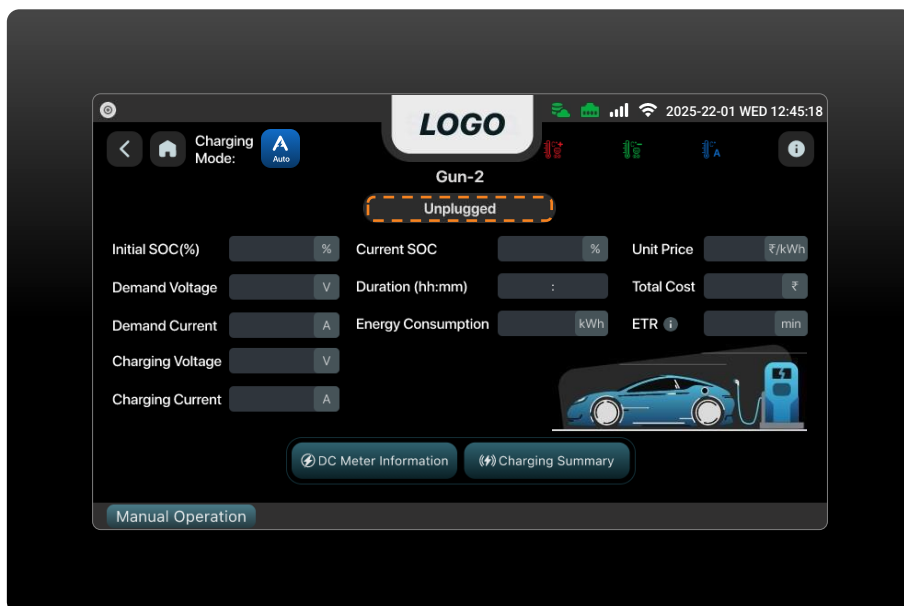 LOGO
2025-22-01 WED 12:45:18
Charging
Mode:
A
Auto
A
Gun-2
Unplugged
Initial SOC(%) %
Current SOC %
Unit Price ₹/kWh
Demand Voltage V
Duration (hh:mm) :
Total Cost ₹
Demand Current A
Energy Consumption kWh
ETR i min
Charging Voltage V
Charging Current A
DC Meter Information
Charging Summary
Manual Operation